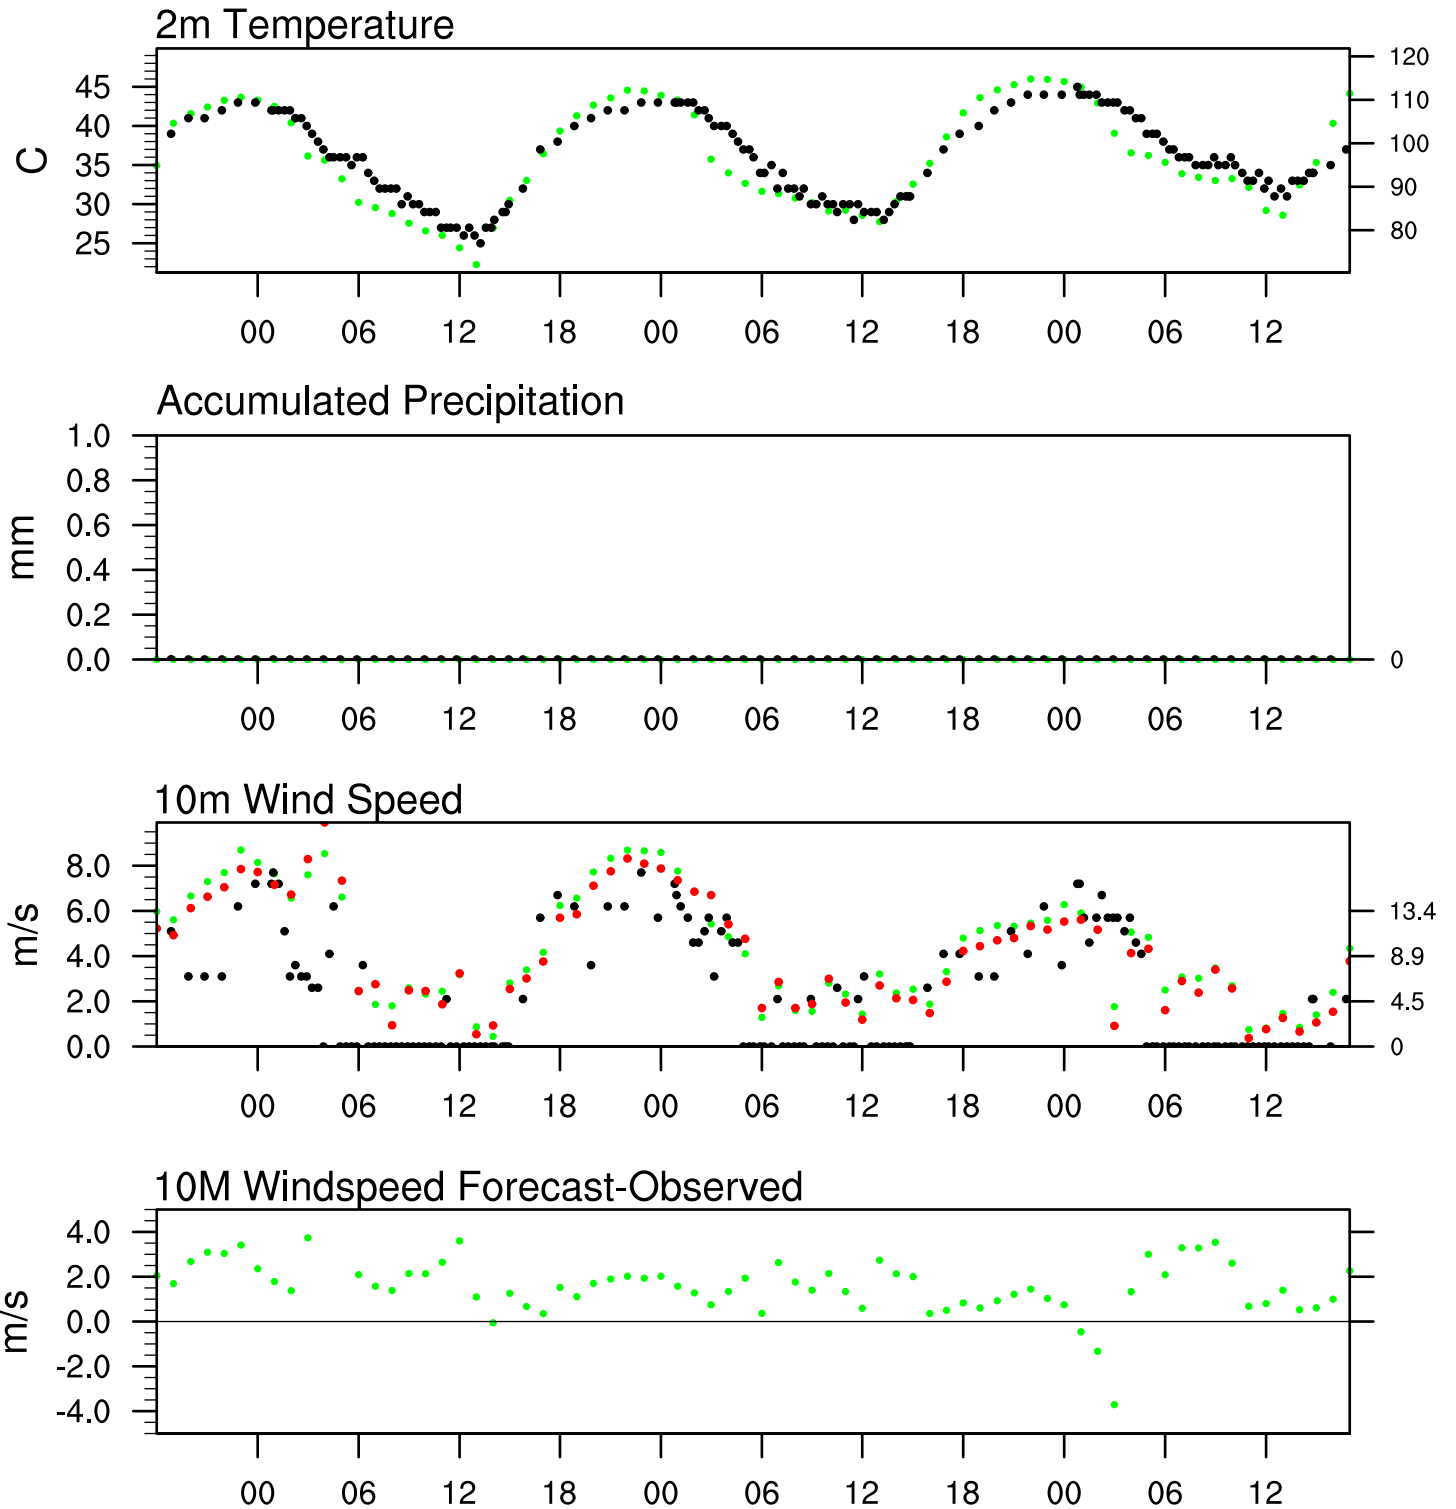 2m Temperature
C
45
40
35
30
25
120
110
100
90
80
00 06 12 18 00 06 12 18 00 06 12
Accumulated Precipitation
mm
1.0
0.8
0.6
0.4
0.2
0.0
0
00 06 12 18 00 06 12 18 00 06 12
10m Wind Speed
m/s
8.0
6.0
4.0
2.0
0.0
13.4
8.9
4.5
0
00 06 12 18 00 06 12 18 00 06 12
10M Windspeed Forecast-Observed
m/s
4.0
2.0
0.0
-2.0
-4.0
00 06 12 18 00 06 12 18 00 06 12